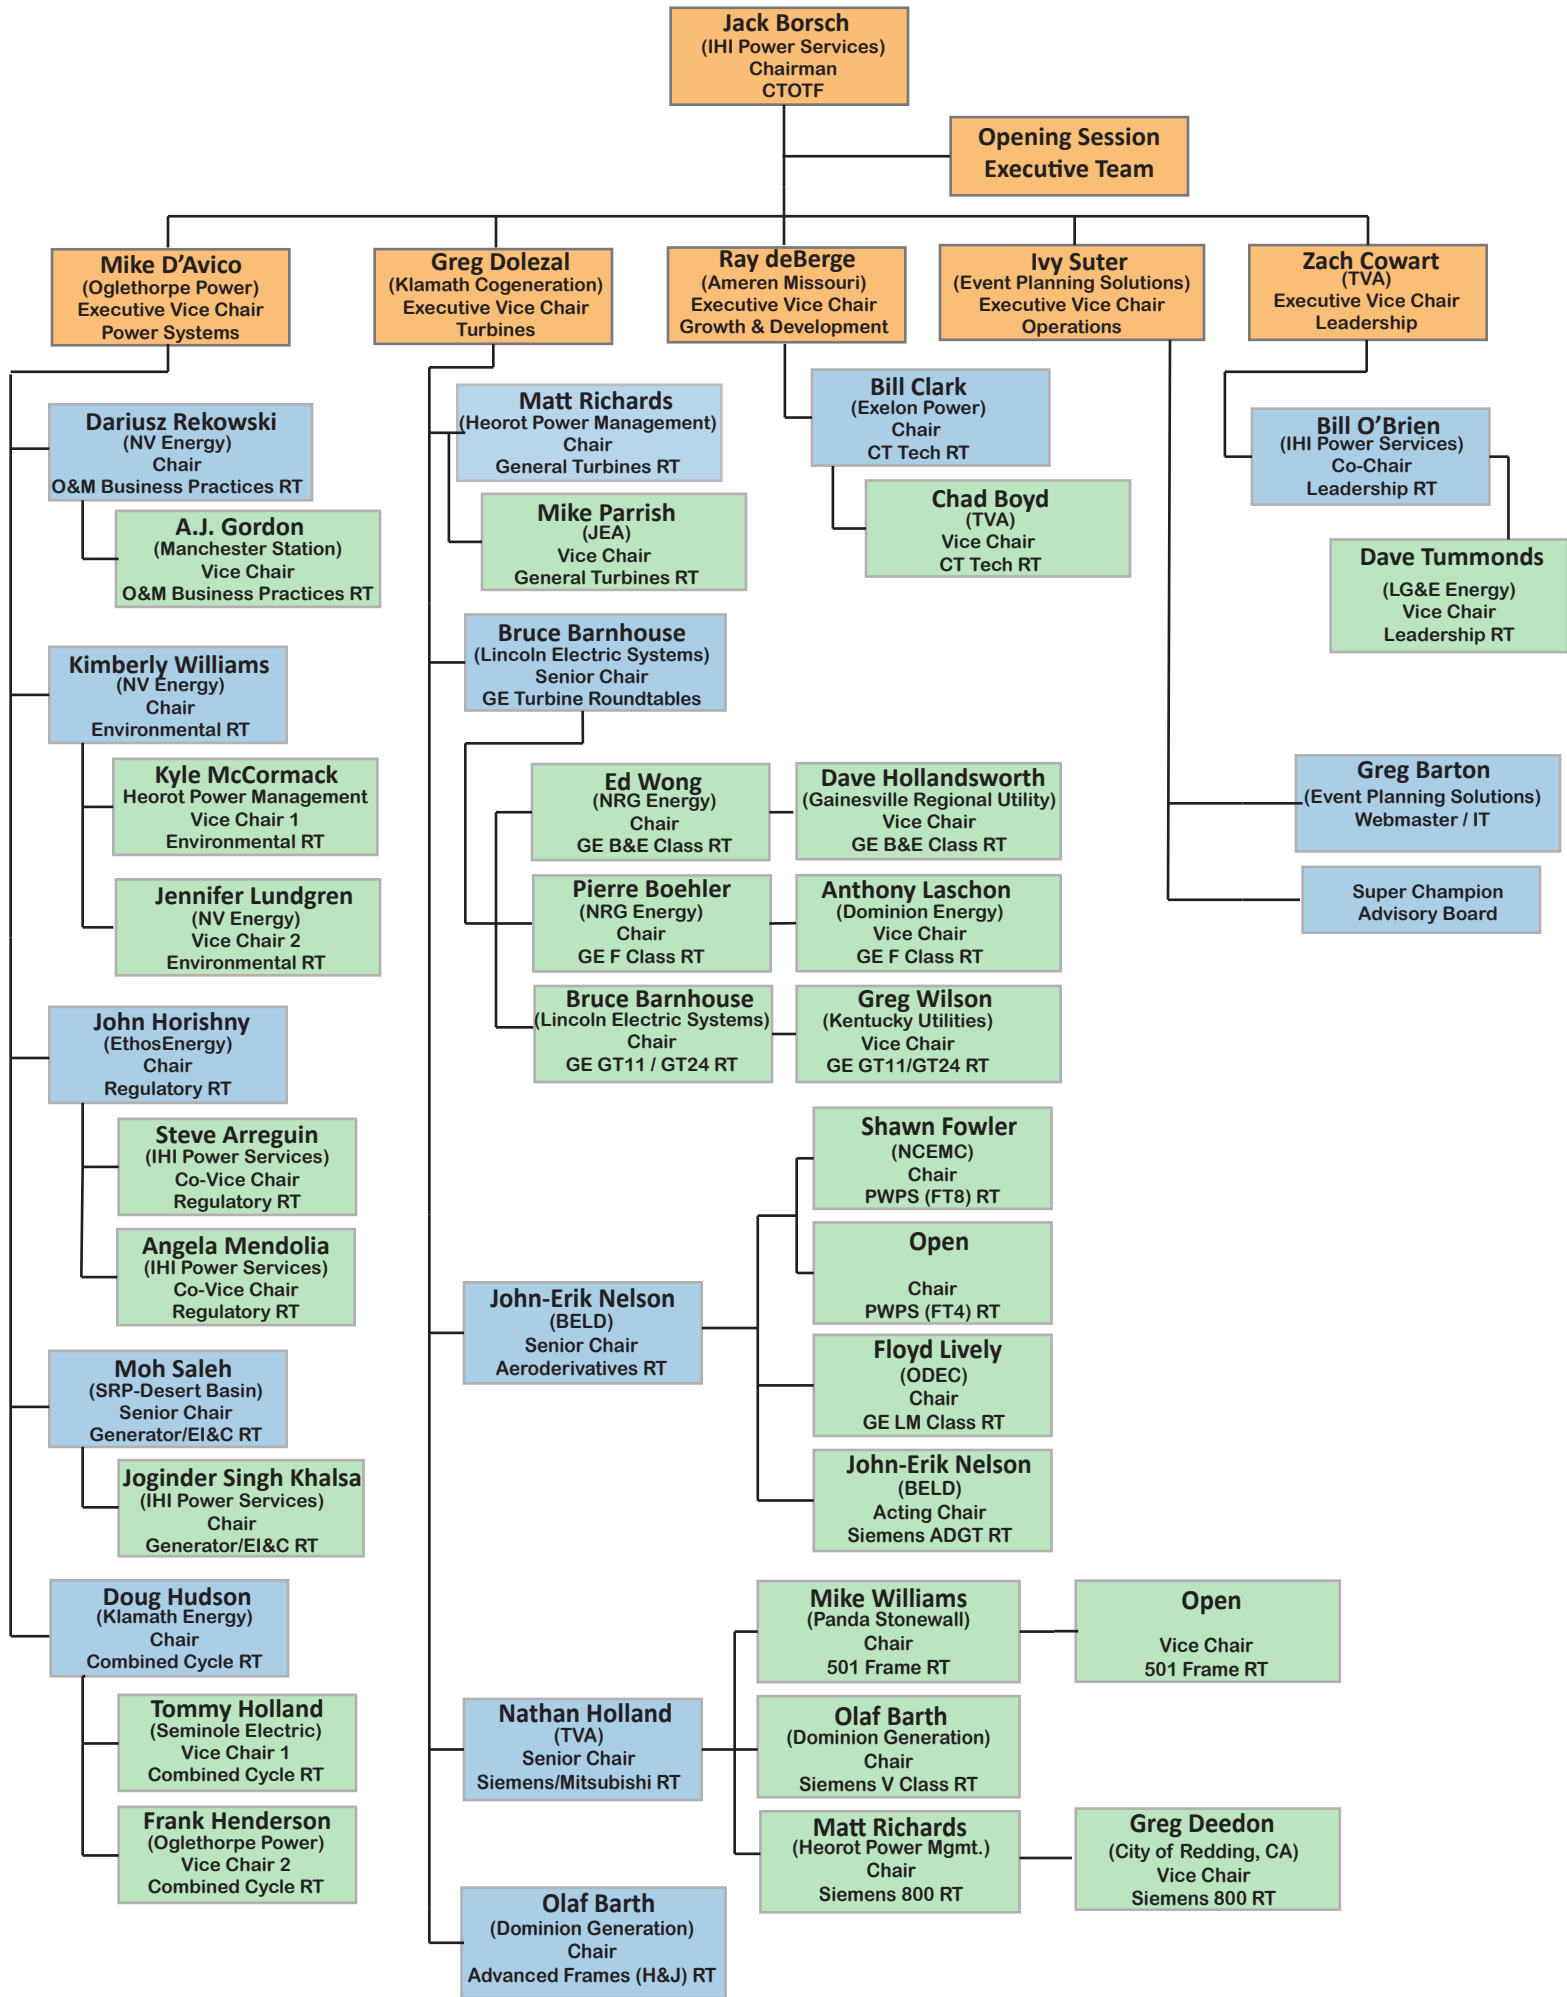 Jack Borsch
(IHI Power Services)
Chairman
CTOTF
Opening Session
Executive Team
Mike D'Avico
(Oglethorpe Power)
Executive Vice Chair
Power Systems
Greg Dolezal
(Klamath Cogeneration)
Executive Vice Chair
Turbines
Ray deBerge
(Ameren Missouri)
Executive Vice Chair
Growth & Development
Ivy Suter
(Event Planning Solutions)
Executive Vice Chair
Operations
Zach Cowart
(TVA)
Executive Vice Chair
Leadership
Dariusz Rekowski
(NV Energy)
Chair
O&M Business Practices RT
A.J. Gordon
(Manchester Station)
Vice Chair
O&M Business Practices RT
Kimberly Williams
(NV Energy)
Chair
Environmental RT
Kyle McCormack
Heorot Power Management
Vice Chair 1
Environmental RT
Jennifer Lundgren
(NV Energy)
Vice Chair 2
Environmental RT
John Horishny
(EthosEnergy)
Chair
Regulatory RT
Steve Arreguin
(IHI Power Services)
Co-Vice Chair
Regulatory RT
Angela Mendolia
(IHI Power Services)
Co-Vice Chair
Regulatory RT
Moh Saleh
(SRP-Desert Basin)
Senior Chair
Generator/EI&C RT
Joginder Singh Khalsa
(IHI Power Services)
Chair
Generator/EI&C RT
Doug Hudson
(Klamath Energy)
Chair
Combined Cycle RT
Tommy Holland
(Seminole Electric)
Vice Chair 1
Combined Cycle RT
Frank Henderson
(Oglethorpe Power)
Vice Chair 2
Combined Cycle RT
Matt Richards
(Heorot Power Management)
Chair
General Turbines RT
Mike Parrish
(JEA)
Vice Chair
General Turbines RT
Bruce Barnhouse
(Lincoln Electric Systems)
Senior Chair
GE Turbine Roundtables
Ed Wong
(NRG Energy)
Chair
GE B&E Class RT
Dave Hollandsworth
(Gainesville Regional Utility)
Vice Chair
GE B&E Class RT
Pierre Boehler
(NRG Energy)
Chair
GE F Class RT
Anthony Laschon
(Dominion Energy)
Vice Chair
GE F Class RT
Bruce Barnhouse
(Lincoln Electric Systems)
Chair
GE GT11 / GT24 RT
Greg Wilson
(Kentucky Utilities)
Vice Chair
GE GT11/GT24 RT
John-Erik Nelson
(BELD)
Senior Chair
Aeroderivatives RT
Shawn Fowler
(NCEMC)
Chair
PWPS (FT8) RT
Open
Chair
PWPS (FT4) RT
Floyd Lively
(ODEC)
Chair
GE LM Class RT
John-Erik Nelson
(BELD)
Acting Chair
Siemens ADGT RT
Nathan Holland
(TVA)
Senior Chair
Siemens/Mitsubishi RT
Mike Williams
(Panda Stonewall)
Chair
501 Frame RT
Open
Vice Chair
501 Frame RT
Olaf Barth
(Dominion Generation)
Chair
Siemens V Class RT
Matt Richards
(Heorot Power Mgmt.)
Chair
Siemens 800 RT
Greg Deedon
(City of Redding, CA)
Vice Chair
Siemens 800 RT
Olaf Barth
(Dominion Generation)
Chair
Advanced Frames (H&J) RT
Bill Clark
(Exelon Power)
Chair
CT Tech RT
Chad Boyd
(TVA)
Vice Chair
CT Tech RT
Greg Barton
(Event Planning Solutions)
Webmaster / IT
Super Champion
Advisory Board
Bill O'Brien
(IHI Power Services)
Co-Chair
Leadership RT
Dave Tummonds
(LG&E Energy)
Vice Chair
Leadership RT